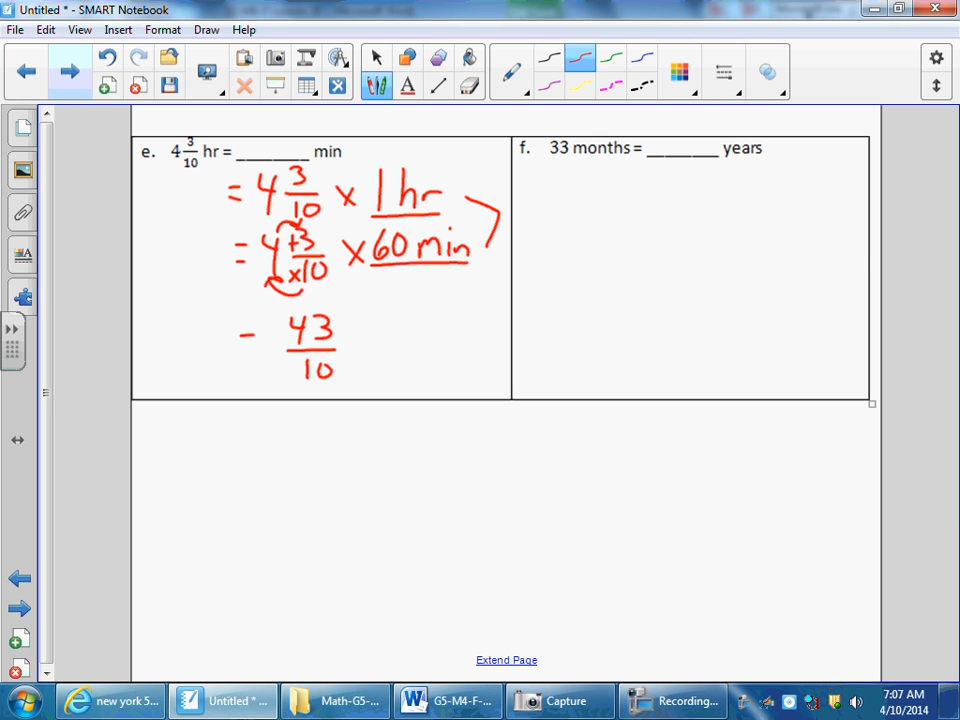 Untitled * - SMART Notebook
File Edit View Insert Format Draw Help
e. 4 3/10 hr = ________ min
= 4 3/10 x 1 hr
= 4 +3/x10 x 60 min
- 43/10
f. 33 months = ________ years
Extend Page
new york 5... Untitled * ... Math-G5-... G5-M4-F-... Capture Recording...
7:07 AM
4/10/2014